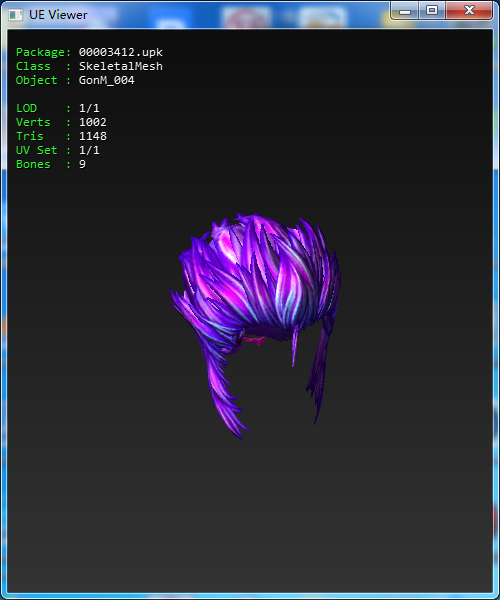 UE Viewer
Package: 00003412.upk
Class : SkeletalMesh
Object : GonM_004
LOD : 1/1
Verts : 1002
Tris : 1148
UV Set : 1/1
Bones : 9